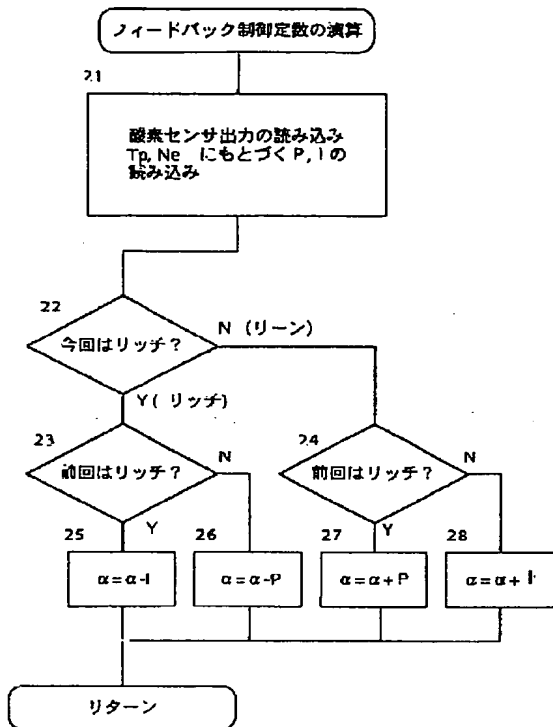 フィードバック制御定数の演算
21
酸素センサ出力の読み込み
Tp, Ne にもとづく P, I の
読み込み
22
今回はリッチ?
N (リーン)
Y( リッチ)
23
前回はリッチ?
N
24
前回はリッチ?
N
25
Y
26
27
Y
28
α=α-I
α=α-P
α=α+P
α=α+I
リターン